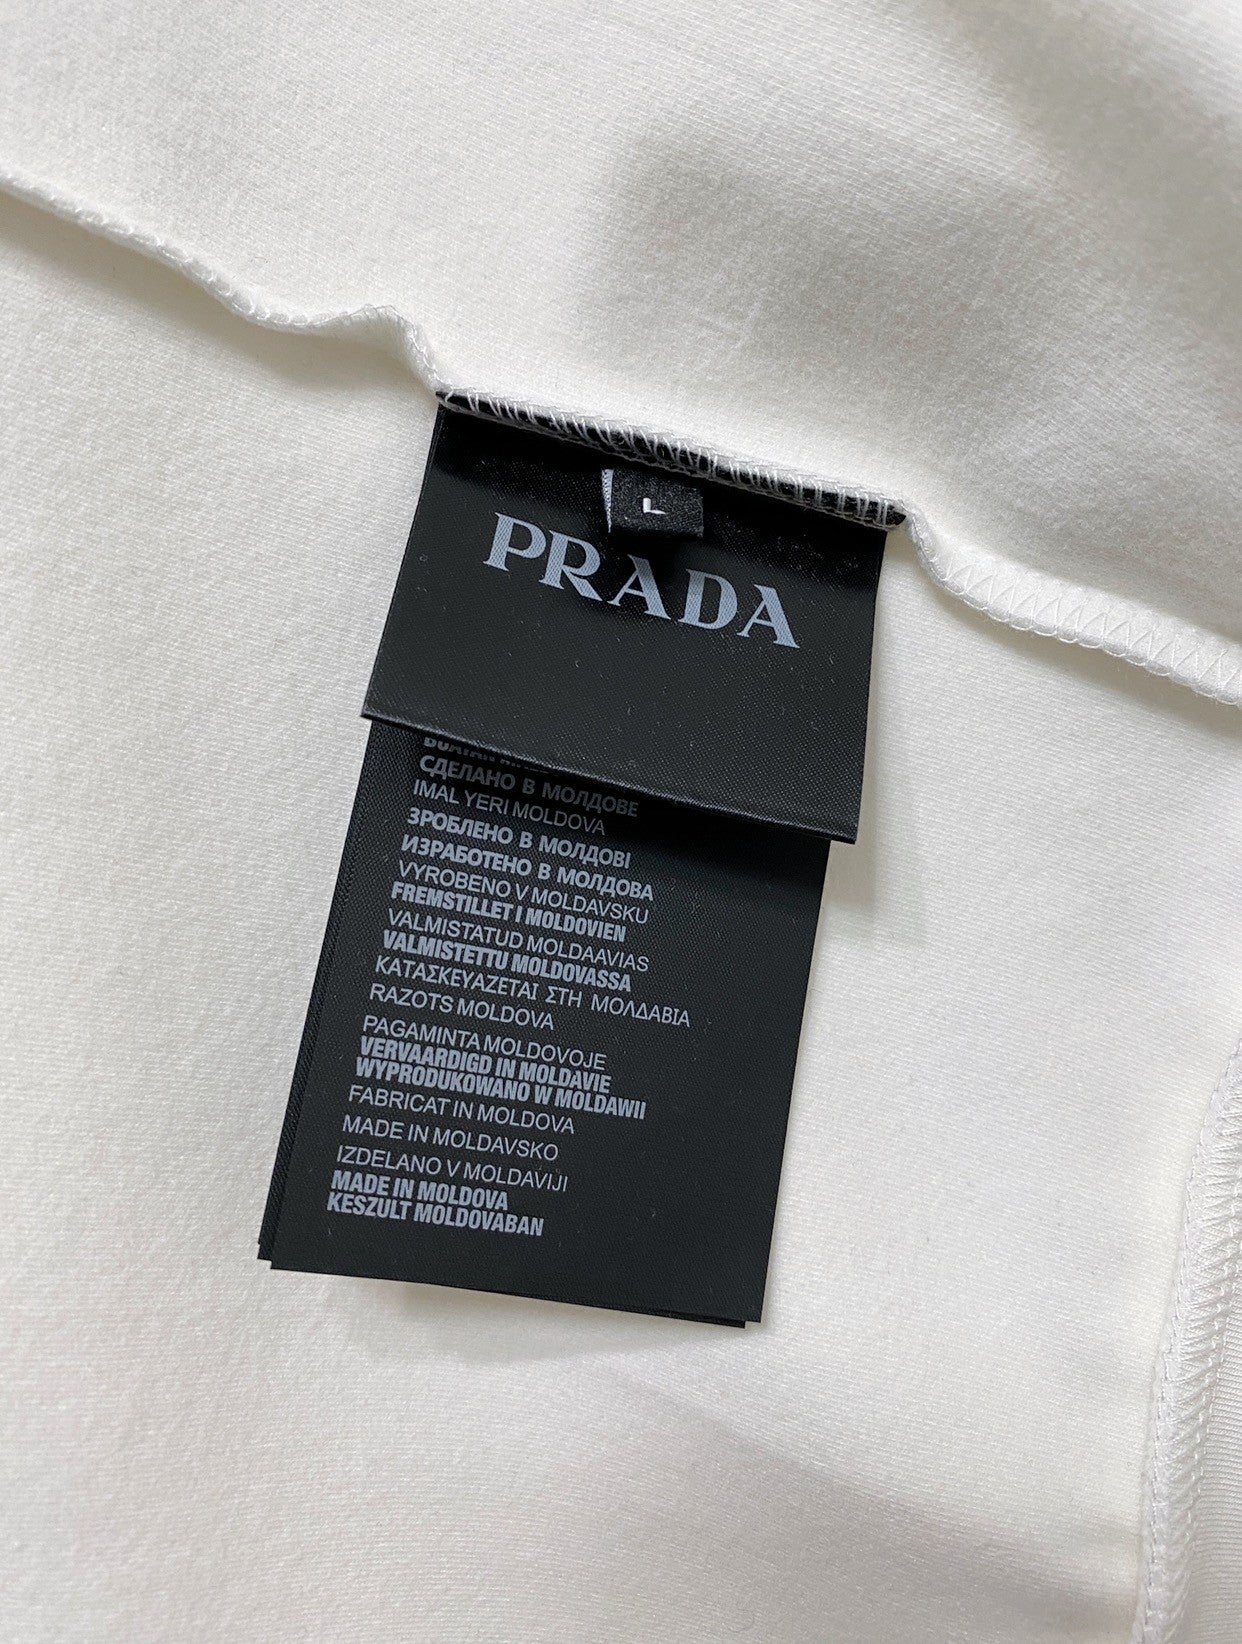 L
PRADA
СДЕЛАНО В МОЛДОВЕ
IMAL YERI MOLDOVA
ЗРОБЛЕНО В МОЛДОВІ
ИЗРАБОТЕНО В МОЛДОВА
VYROBENO V MOLDAVSKU
FREMSTILLET I MOLDOVIEN
VALMISTATUD MOLDAAVIAS
VALMISTETTU MOLDOVASSA
ΚΑΤΑΣΚΕΥΑΖΕΤΑΙ ΣΤΗ ΜΟΛΔΑΒΙΑ
RAZOTS MOLDOVA
PAGAMINTA MOLDOVOJE
VERVAARDIGD IN MOLDAVIE
WYPRODUKOWANO W MOLDAWII
FABRICAT IN MOLDOVA
MADE IN MOLDAVSKO
IZDELANO V MOLDAVIJI
MADE IN MOLDOVA
KESZULT MOLDOVABAN